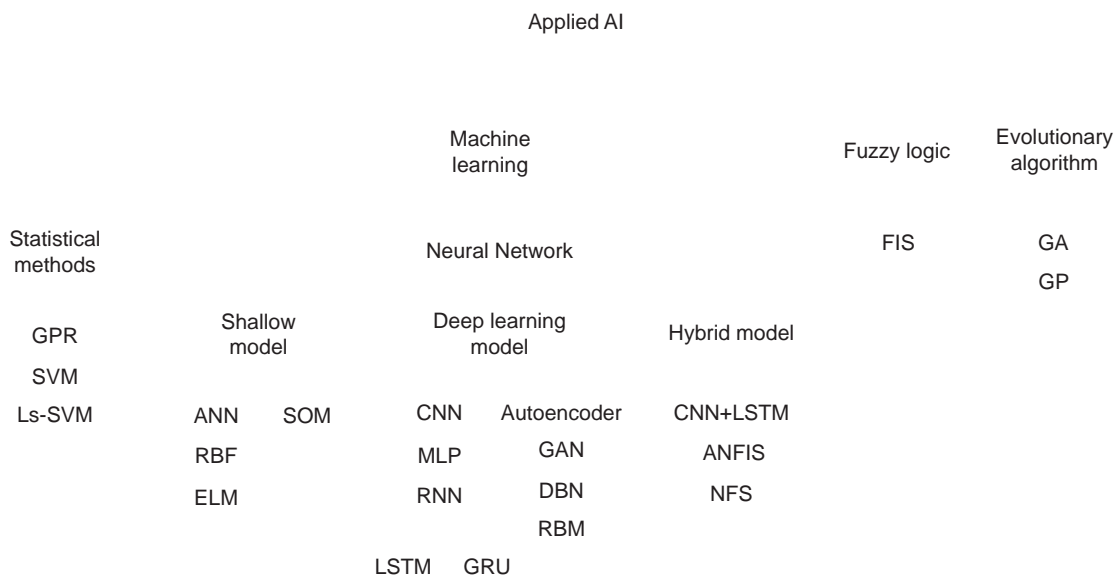 Applied AI
Machine
learning
Fuzzy logic
Evolutionary
algorithm
Statistical
methods
Neural Network
FIS
GA
GP
GPR
SVM
Ls-SVM
Shallow
model
Deep learning
model
Hybrid model
ANN
SOM
RBF
ELM
CNN
Autoencoder
MLP
GAN
RNN
DBN
RBM
LSTM
GRU
CNN+LSTM
ANFIS
NFS